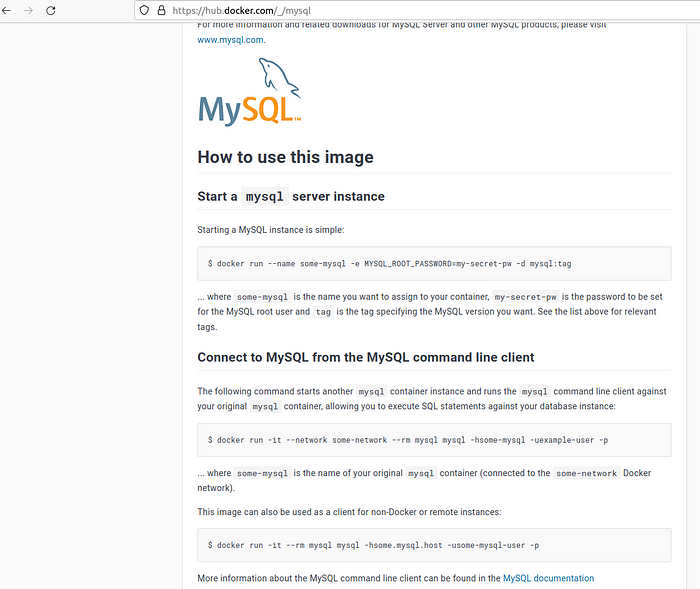 https://hub.docker.com/_/mysql
For more information and related downloads for MySQL Server and other MySQL products, please visit
www.mysql.com.
MySQL™
How to use this image
Start a mysql server instance
Starting a MySQL instance is simple:
$ docker run --name some-mysql -e MYSQL_ROOT_PASSWORD=my-secret-pw -d mysql:tag
... where some-mysql is the name you want to assign to your container, my-secret-pw is the password to be set
for the MySQL root user and tag is the tag specifying the MySQL version you want. See the list above for relevant
tags.
Connect to MySQL from the MySQL command line client
The following command starts another mysql container instance and runs the mysql command line client against
your original mysql container, allowing you to execute SQL statements against your database instance:
$ docker run -it --network some-network --rm mysql mysql -hsome-mysql -uexample-user -p
... where some-mysql is the name of your original mysql container (connected to the some-network Docker
network).
This image can also be used as a client for non-Docker or remote instances:
$ docker run -it --rm mysql mysql -hsome.mysql.host -usome-mysql-user -p
More information about the MySQL command line client can be found in the MySQL documentation